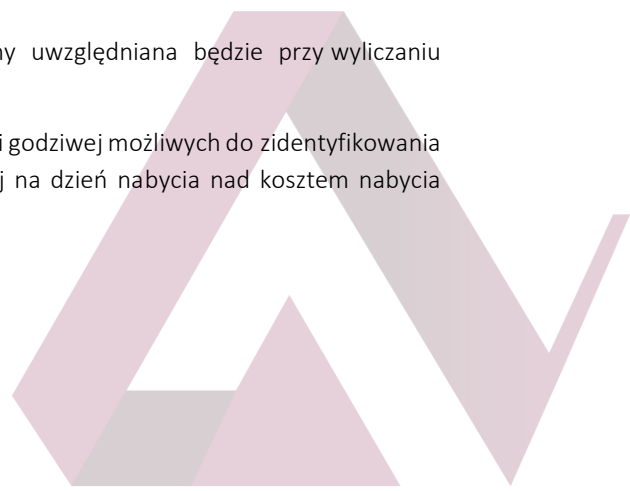 ny uwzględniana będzie przy wyliczaniu
i godziwej możliwych do zidentyfikowania
j na dzień nabycia nad kosztem nabycia